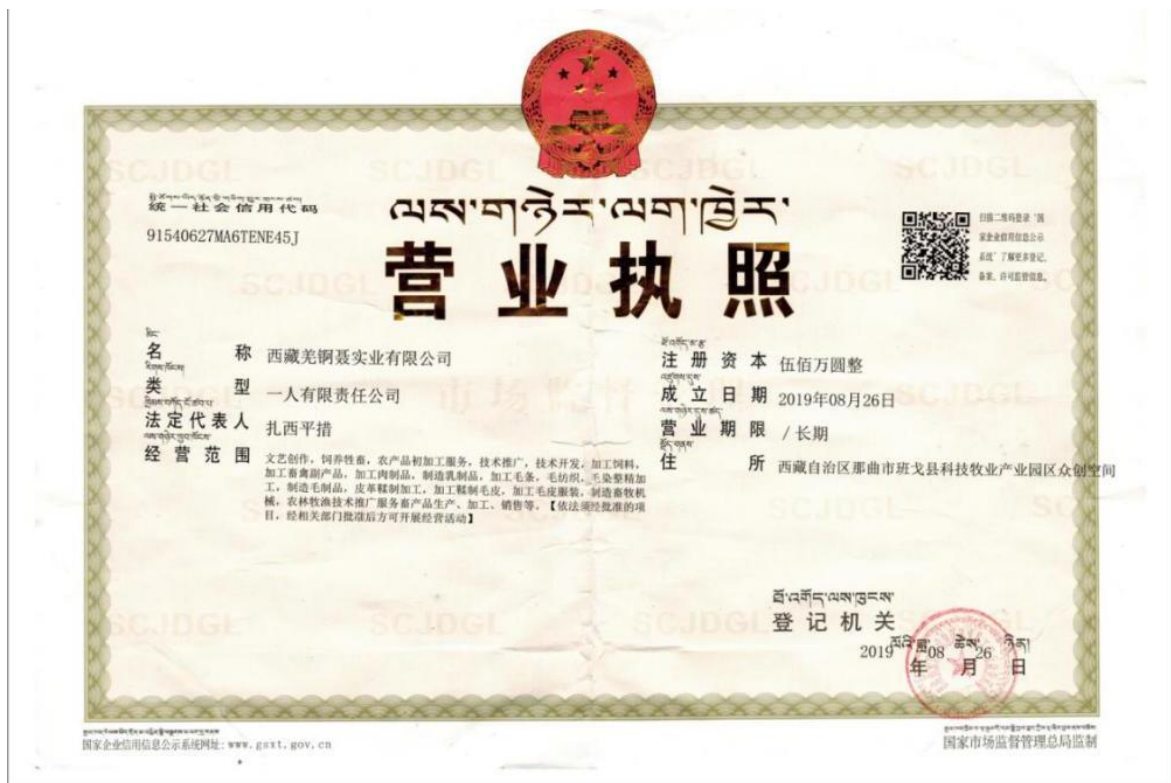 统一社会信用代码
91540627MA6TENE45J
ལས་གཉེར་ལག་ཁྱེར་
营业执照
扫描二维码登录“国
家企业信用信息公示
系统”了解更多登记、
备案、许可监管信息。
མིང་
名 称 西藏羌锕聂实业有限公司
类 型 一人有限责任公司
法定代表人 扎西平措
经营范围 文艺创作,饲养牲畜,农产品初加工服务,技术推广,技术开发,加工饲料,
加工畜禽副产品,加工肉制品,制造乳制品,加工毛条,毛纺织,毛染整精加
工,制造毛制品,皮革鞣制加工,加工鞣制毛皮,加工毛皮服装,制造畜牧机
械,农林牧渔技术推广服务畜产品生产、加工、销售等。【依法须经批准的项
目,经相关部门批准后方可开展经营活动】
注册资本 伍佰万圆整
成立日期 2019年08月26日
营业期限 /长期
住 所 西藏自治区那曲市班戈县科技牧业产业园区众创空间
ཐོ་འགོད་ལས་ཁུངས་
登记机关
2019年08月26日
国家企业信用信息公示系统网址:www.gsxt.gov.cn
国家市场监督管理总局监制
SCJDGL